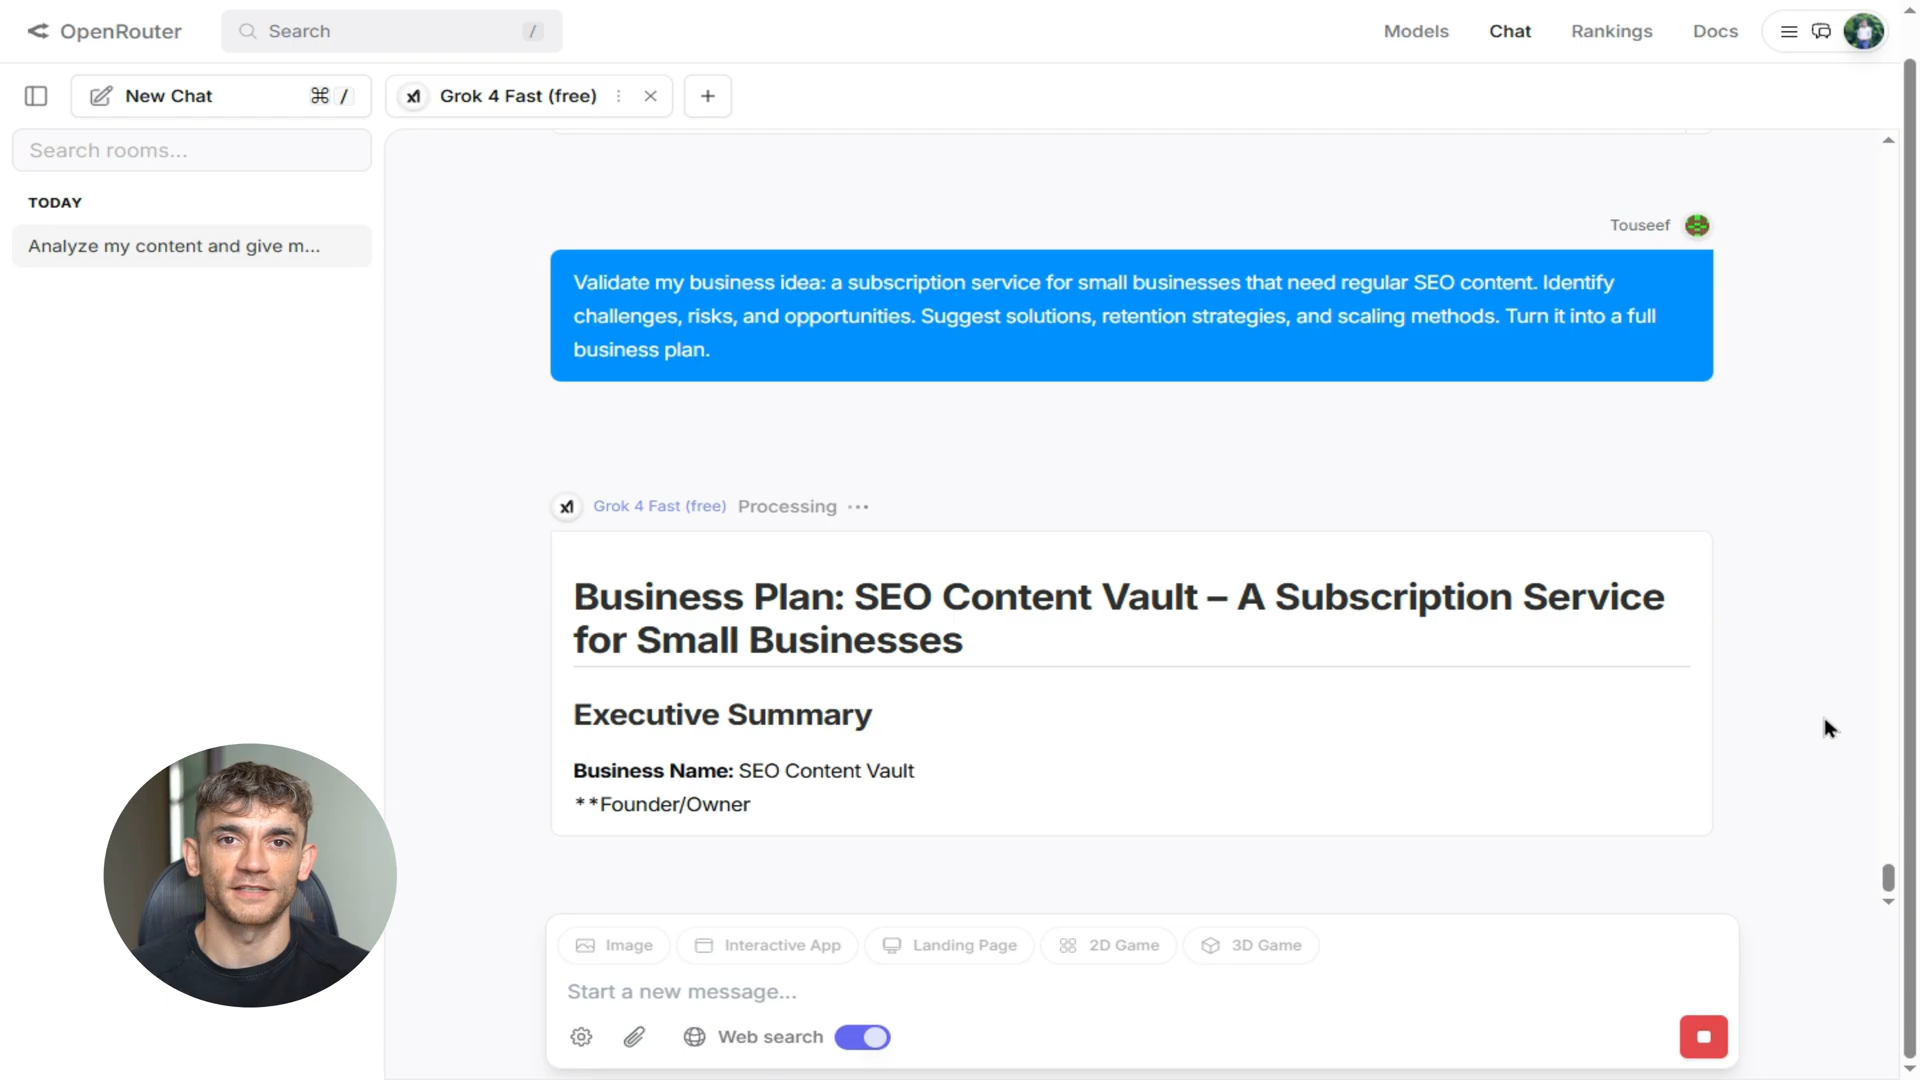 OpenRouter
Search
/
Models
Chat
Rankings
Docs
New Chat
⌘ /
Grok 4 Fast (free)
Search rooms...
TODAY
Analyze my content and give m...
Touseef
Validate my business idea: a subscription service for small businesses that need regular SEO content. Identify
challenges, risks, and opportunities. Suggest solutions, retention strategies, and scaling methods. Turn it into a full
business plan.
Grok 4 Fast (free) Processing ···
Business Plan: SEO Content Vault – A Subscription Service
for Small Businesses
Executive Summary
Business Name: SEO Content Vault
**Founder/Owner
Image
Interactive App
Landing Page
2D Game
3D Game
Start a new message...
Web search